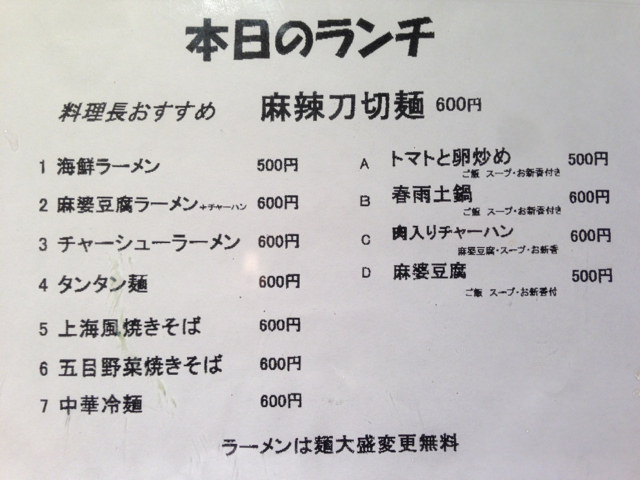 本日のランチ
料理長おすすめ 麻辣刀切麺 600円
1 海鮮ラーメン 500円
2 麻婆豆腐ラーメン+チャーハン 600円
3 チャーシューラーメン 600円
4 タンタン麺 600円
5 上海風焼きそば 600円
6 五目野菜焼きそば 600円
7 中華冷麺 600円
A トマトと卵炒め 500円
ご飯 スープ・お新香付き
B 春雨土鍋 600円
ご飯 スープ・お新香付き
C 肉入りチャーハン 600円
麻婆豆腐・スープ・お新香
D 麻婆豆腐 500円
ご飯 スープ・お新香付
ラーメンは麺大盛変更無料